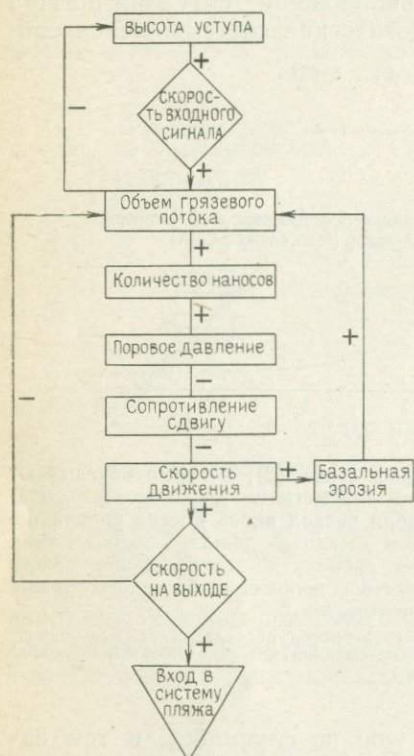 ВЫСОТА УСТУПА
+
−
СКОРОС-
ТЬ ВХОДНОГО
СИГНАЛА
+
Объем грязевого
потока
+
Количество наносов
+
+
Поровое давление
−
−
Сопротивление
сдвигу
−
Скорость
движения
+
Базальная
эрозия
+
СКОРОСТЬ
НА ВЫХОДЕ
+
Вход в
систему
пляжа